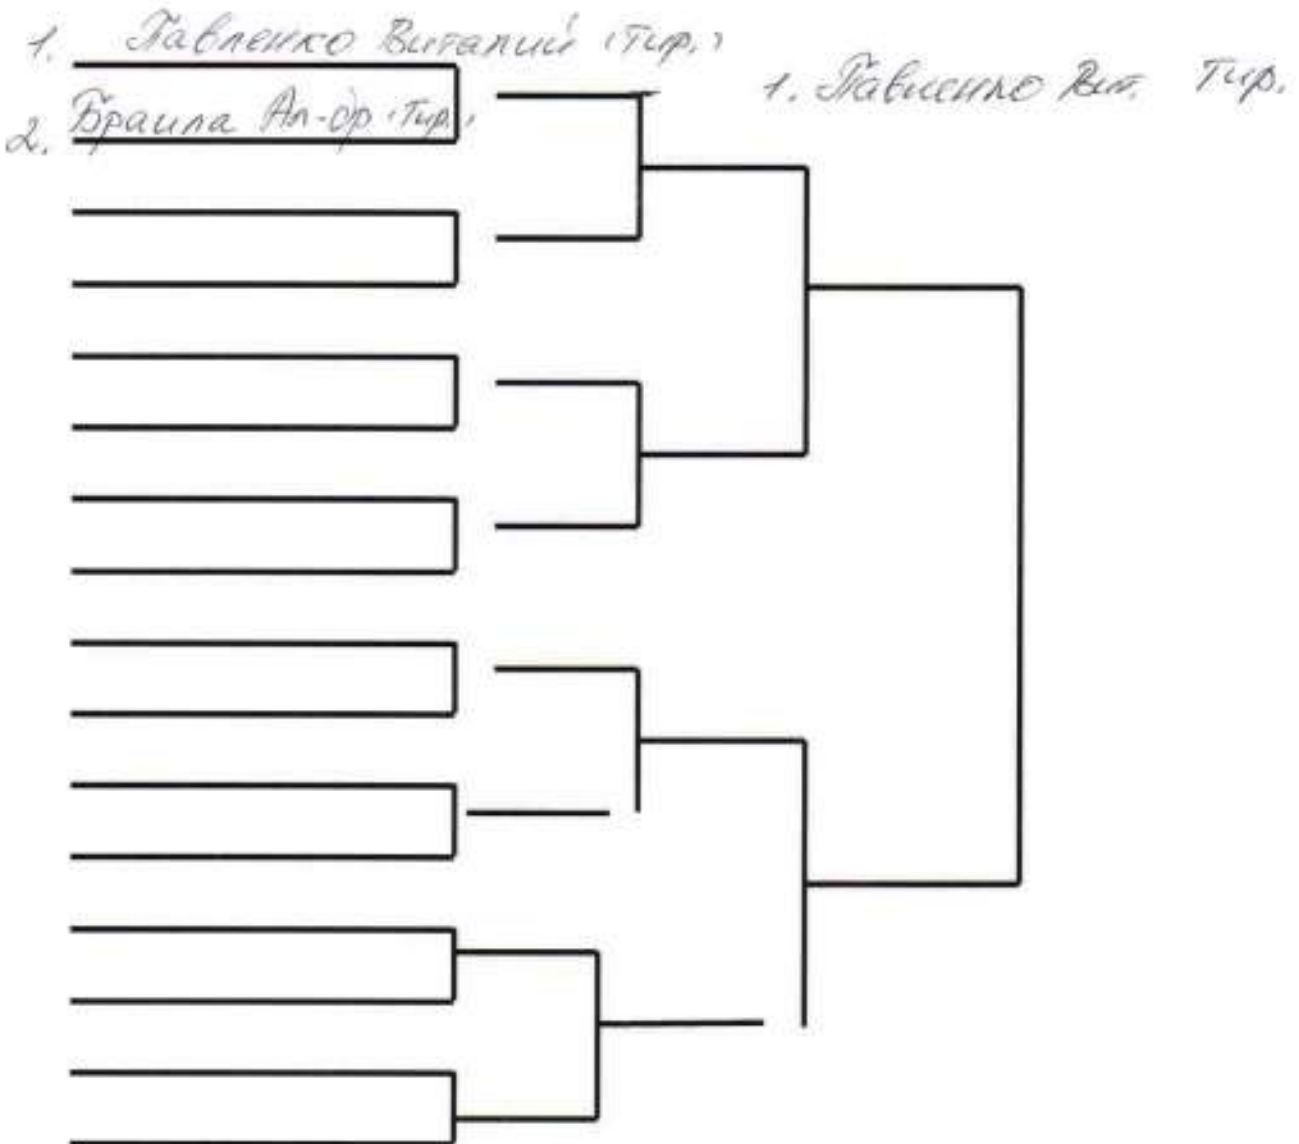 1. Павленко Виталий (Тир.)
2. Браила Ал-др (Тир.)
1. Павленко Вит. Тир.